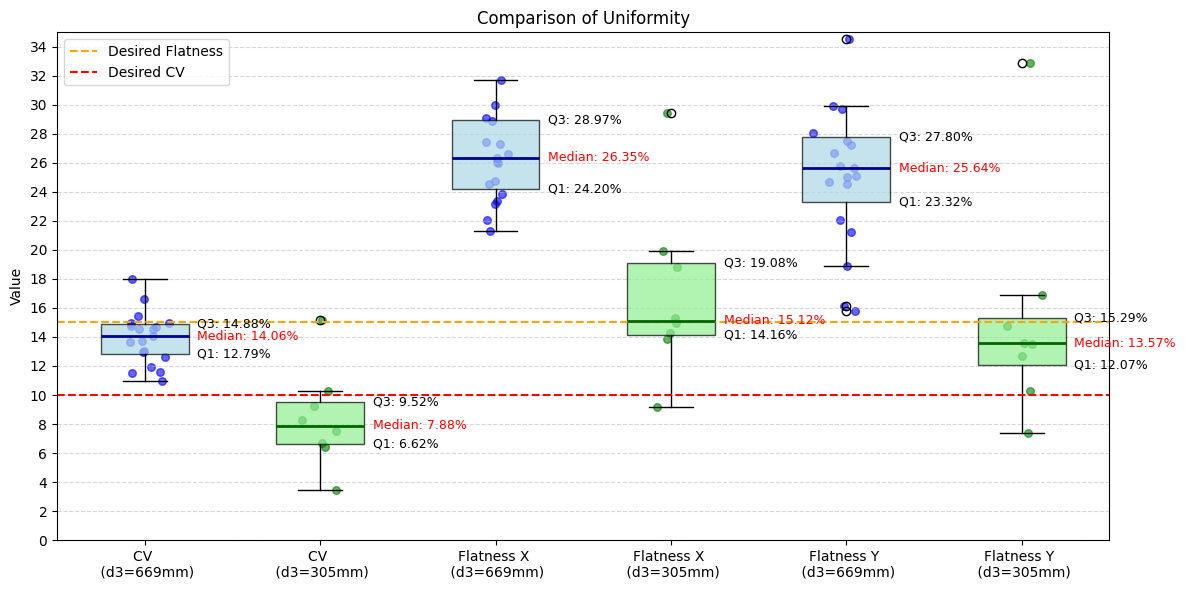 Comparison of Uniformity
Desired Flatness
Desired CV
Value
34
32
30
28
26
24
22
20
18
16
14
12
10
8
6
4
2
0
Q3: 14.88%
Median: 14.06%
Q1: 12.79%
Q3: 9.52%
Median: 7.88%
Q1: 6.62%
Q3: 28.97%
Median: 26.35%
Q1: 24.20%
Q3: 19.08%
Median: 15.12%
Q1: 14.16%
Q3: 27.80%
Median: 25.64%
Q1: 23.32%
Q3: 15.29%
Median: 13.57%
Q1: 12.07%
CV
(d3=669mm)
CV
(d3=305mm)
Flatness X
(d3=669mm)
Flatness X
(d3=305mm)
Flatness Y
(d3=669mm)
Flatness Y
(d3=305mm)